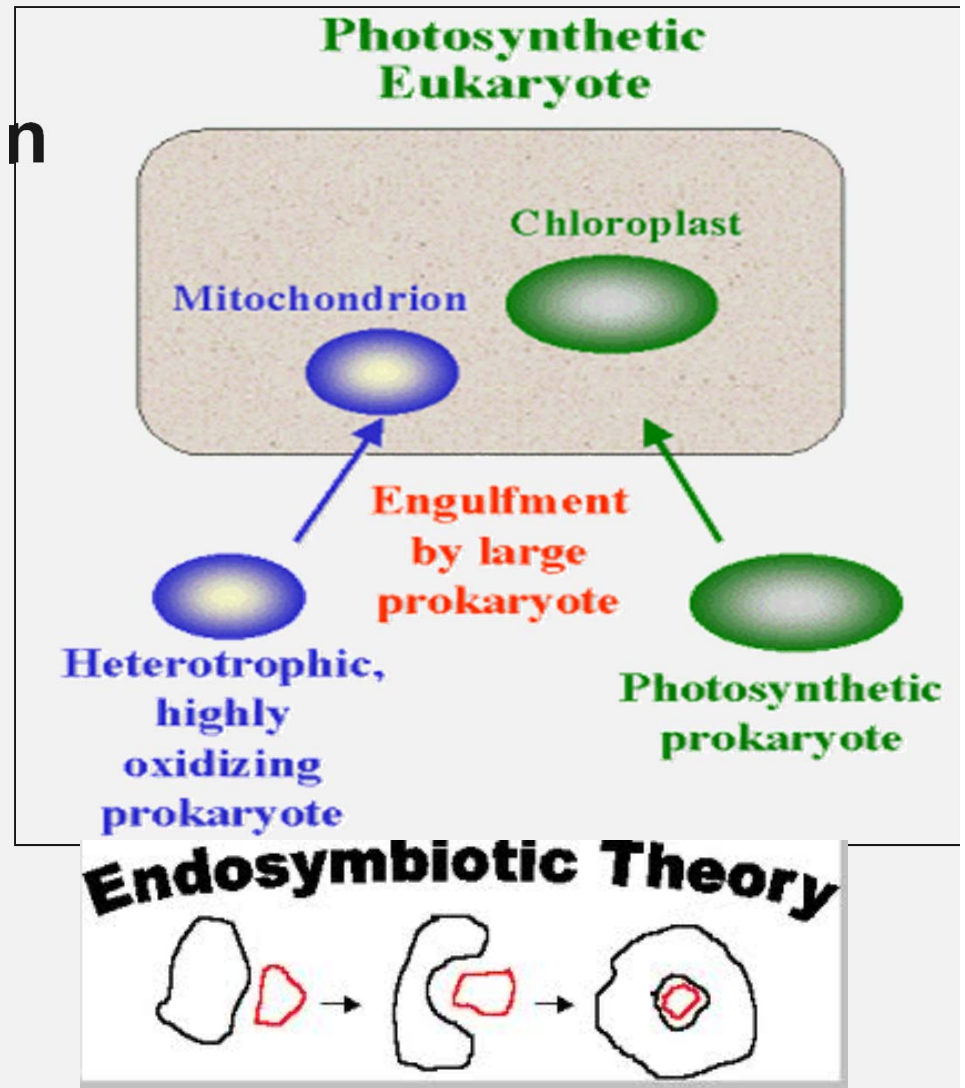 Photosynthetic
Eukaryote
n
Chloroplast
Mitochondrion
Engulfment
by large
prokaryote
Heterotrophic,
highly
oxidizing
prokaryote
Photosynthetic
prokaryote
Endosymbiotic Theory